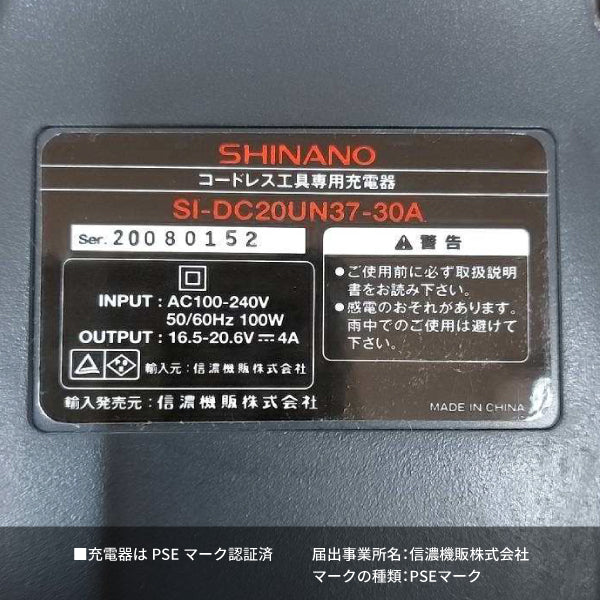 SHINANO
コードレス工具専用充電器
SI-DC20UN37-30A
Ser. 20080152
INPUT : AC100-240V
50/60Hz 100W
OUTPUT : 16.5-20.6V⎓4A
輸入元 : 信濃機販株式会社
輸入発売元 : 信濃機販株式会社
⚠警告
●ご使用前に必ず取扱説明
書をお読み下さい。
●感電のおそれがあります。
雨中でのご使用は避けて
下さい。
MADE IN CHINA
■充電器は PSE マーク認証済
届出事業所名:信濃機販株式会社
マークの種類:PSEマーク